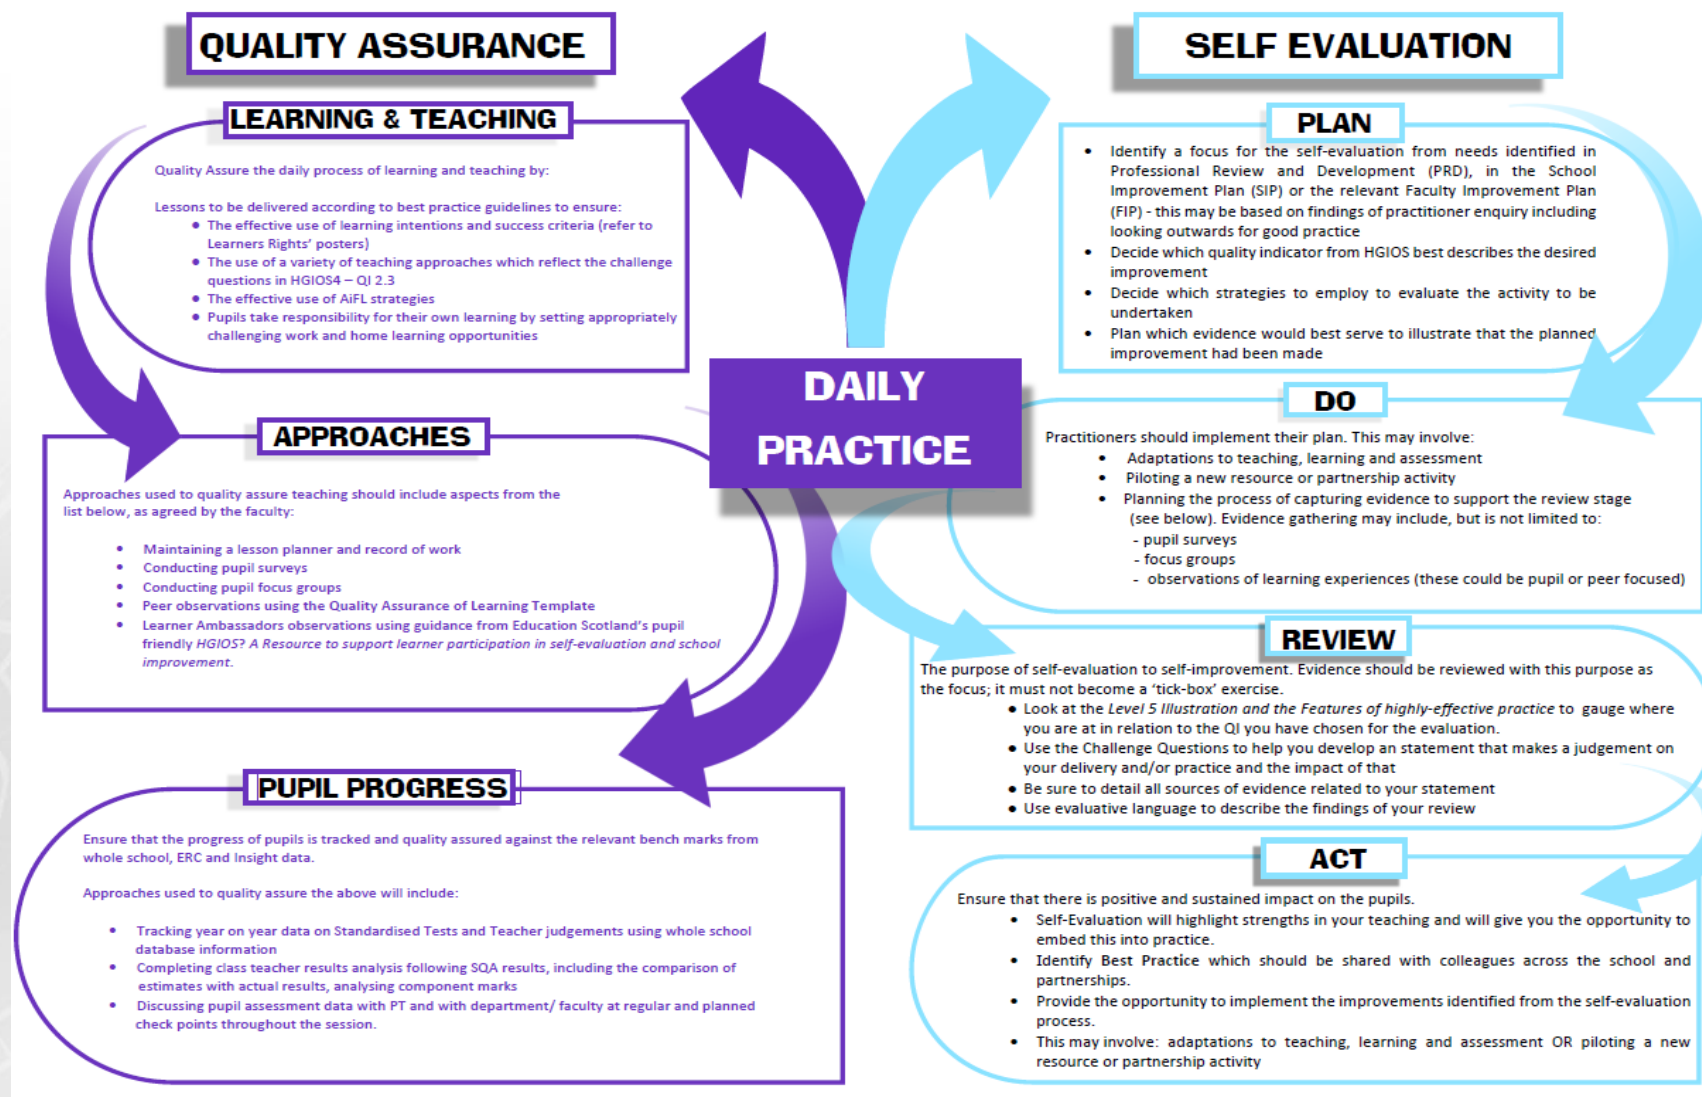 QUALITY ASSURANCE
LEARNING & TEACHING
Quality Assure the daily process of learning and teaching by:
Lessons to be delivered according to best practice guidelines to ensure:
● The effective use of learning intentions and success criteria (refer to
Learners Rights' posters)
● The use of a variety of teaching approaches which reflect the challenge
questions in HGIOS4 – QI 2.3
● The effective use of AiFL strategies
● Pupils take responsibility for their own learning by setting appropriately
challenging work and home learning opportunities
APPROACHES
Approaches used to quality assure teaching should include aspects from the
list below, as agreed by the faculty:
• Maintaining a lesson planner and record of work
• Conducting pupil surveys
• Conducting pupil focus groups
• Peer observations using the Quality Assurance of Learning Template
• Learner Ambassadors observations using guidance from Education Scotland's pupil
friendly HGIOS? A Resource to support learner participation in self-evaluation and school
improvement.
PUPIL PROGRESS
Ensure that the progress of pupils is tracked and quality assured against the relevant bench marks from
whole school, ERC and Insight data.
Approaches used to quality assure the above will include:
• Tracking year on year data on Standardised Tests and Teacher judgements using whole school
database information
• Completing class teacher results analysis following SQA results, including the comparison of
estimates with actual results, analysing component marks
• Discussing pupil assessment data with PT and with department/ faculty at regular and planned
check points throughout the session.
DAILY
PRACTICE
SELF EVALUATION
PLAN
• Identify a focus for the self-evaluation from needs identified in
Professional Review and Development (PRD), in the School
Improvement Plan (SIP) or the relevant Faculty Improvement Plan
(FIP) - this may be based on findings of practitioner enquiry including
looking outwards for good practice
• Decide which quality indicator from HGIOS best describes the desired
improvement
• Decide which strategies to employ to evaluate the activity to be
undertaken
• Plan which evidence would best serve to illustrate that the planned
improvement had been made
DO
Practitioners should implement their plan. This may involve:
• Adaptations to teaching, learning and assessment
• Piloting a new resource or partnership activity
• Planning the process of capturing evidence to support the review stage
(see below). Evidence gathering may include, but is not limited to:
- pupil surveys
- focus groups
- observations of learning experiences (these could be pupil or peer focused)
REVIEW
The purpose of self-evaluation to self-improvement. Evidence should be reviewed with this purpose as
the focus; it must not become a 'tick-box' exercise.
● Look at the Level 5 Illustration and the Features of highly-effective practice to gauge where
you are at in relation to the QI you have chosen for the evaluation.
● Use the Challenge Questions to help you develop an statement that makes a judgement on
your delivery and/or practice and the impact of that
● Be sure to detail all sources of evidence related to your statement
● Use evaluative language to describe the findings of your review
ACT
Ensure that there is positive and sustained impact on the pupils.
• Self-Evaluation will highlight strengths in your teaching and will give you the opportunity to
embed this into practice.
• Identify Best Practice which should be shared with colleagues across the school and
partnerships.
• Provide the opportunity to implement the improvements identified from the self-evaluation
process.
• This may involve: adaptations to teaching, learning and assessment OR piloting a new
resource or partnership activity